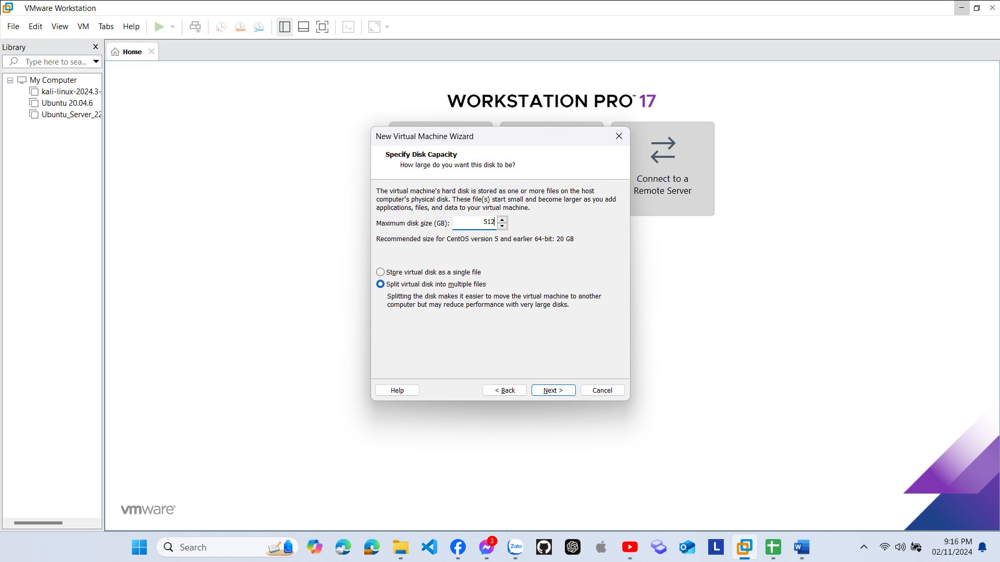 VMware Workstation
File Edit View VM Tabs Help
Library
Type here to sea...
Home
My Computer
kali-linux-2024.3-
Ubuntu 20.04.6
Ubuntu_Server_22
WORKSTATION PRO™ 17
Connect to a
Remote Server
New Virtual Machine Wizard
Specify Disk Capacity
How large do you want this disk to be?
The virtual machine's hard disk is stored as one or more files on the host
computer's physical disk. These file(s) start small and become larger as you add
applications, files, and data to your virtual machine.
Maximum disk size (GB): 512
Recommended size for CentOS version 5 and earlier 64-bit: 20 GB
Store virtual disk as a single file
Split virtual disk into multiple files
Splitting the disk makes it easier to move the virtual machine to another
computer but may reduce performance with very large disks.
Help < Back Next > Cancel
vmware®
Search
3
Zalo
L
W
9:16 PM
02/11/2024